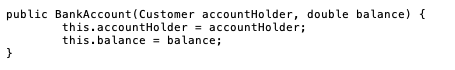 public BankAccount(Customer accountHolder, double balance) {
        this.accountHolder = accountHolder;
        this.balance = balance;
}